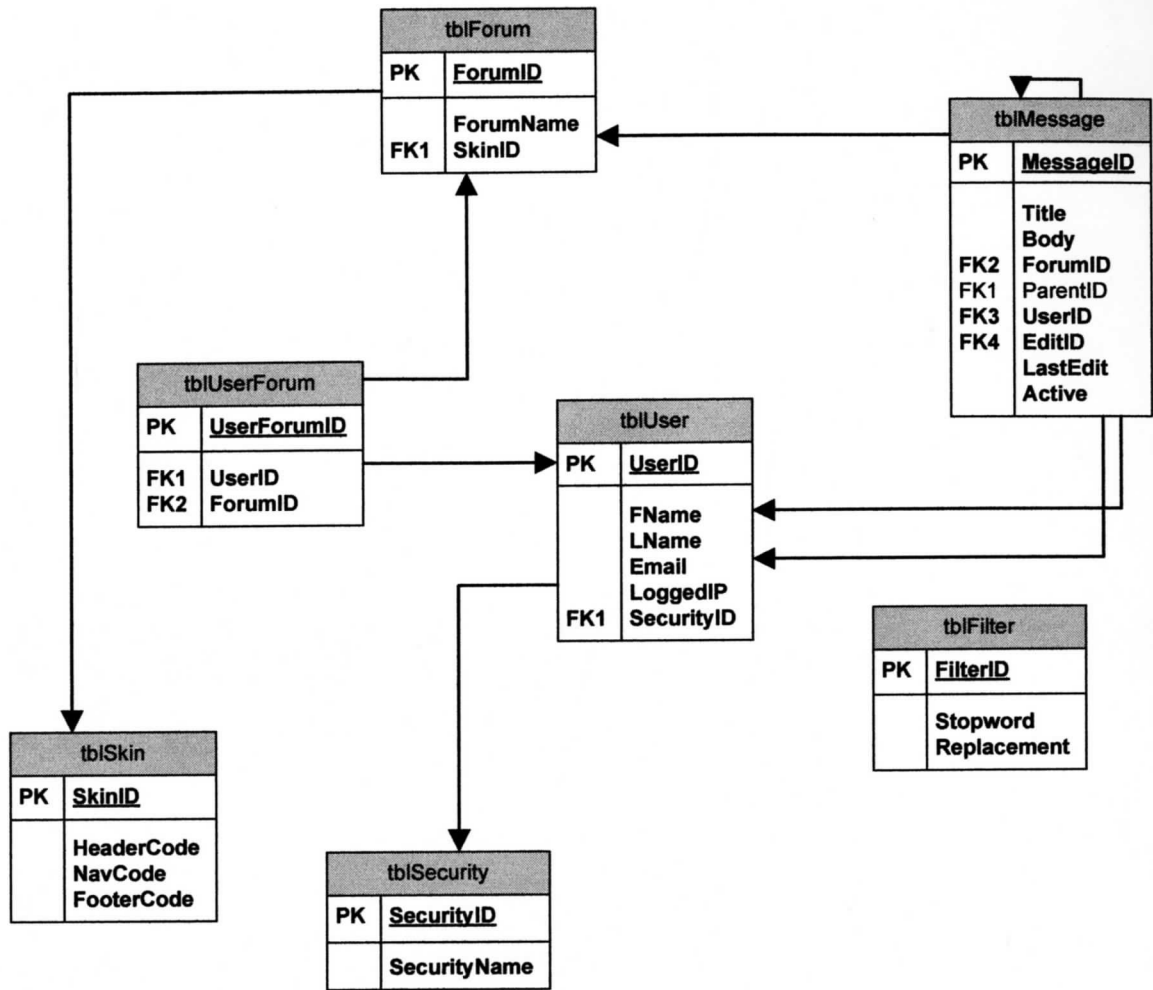 tblForum
PK ForumID
ForumName
FK1 SkinID
tblMessage
PK MessageID
Title
Body
FK2 ForumID
FK1 ParentID
FK3 UserID
FK4 EditID
LastEdit
Active
tblUserForum
PK UserForumID
FK1 UserID
FK2 ForumID
tblUser
PK UserID
FName
LName
Email
LoggedIP
FK1 SecurityID
tblFilter
PK FilterID
Stopword
Replacement
tblSkin
PK SkinID
HeaderCode
NavCode
FooterCode
tblSecurity
PK SecurityID
SecurityName